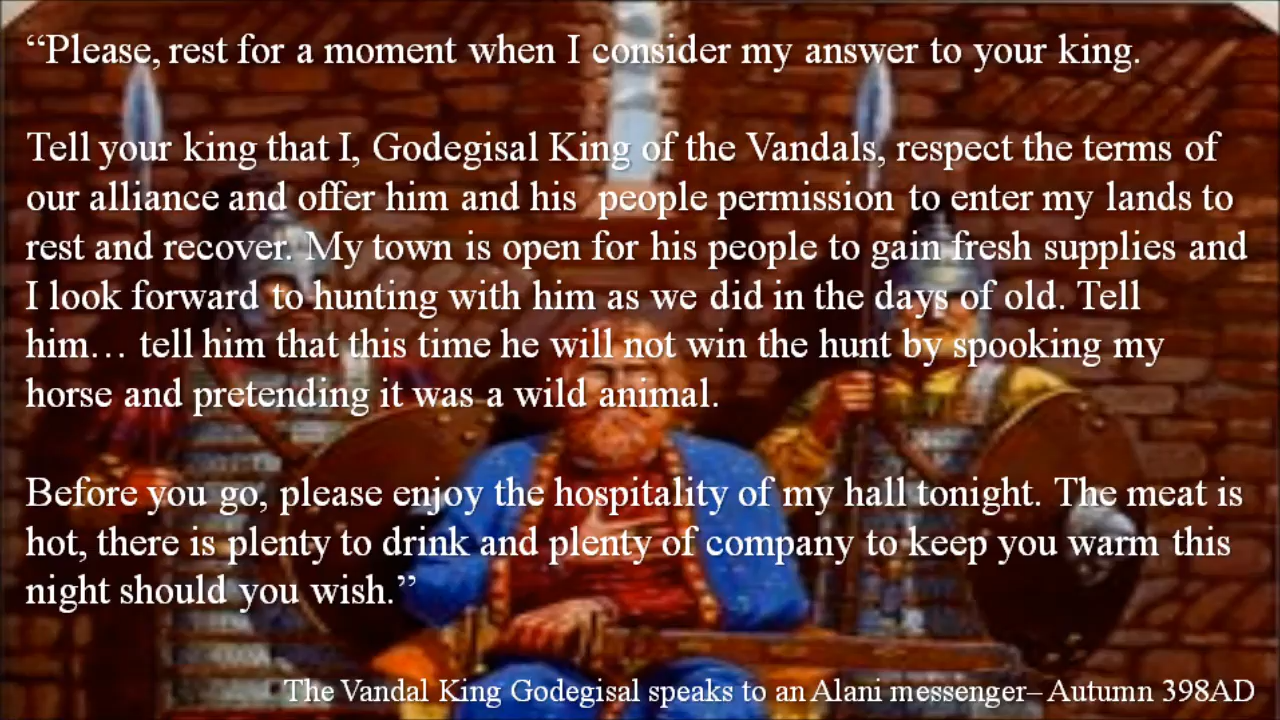 “Please, rest for a moment when I consider my answer to your king.
Tell your king that I, Godegisal King of the Vandals, respect the terms of
our alliance and offer him and his people permission to enter my lands to
rest and recover. My town is open for his people to gain fresh supplies and
I look forward to hunting with him as we did in the days of old. Tell
him… tell him that this time he will not win the hunt by spooking my
horse and pretending it was a wild animal.
Before you go, please enjoy the hospitality of my hall tonight. The meat is
hot, there is plenty to drink and plenty of company to keep you warm this
night should you wish.”
The Vandal King Godegisal speaks to an Alani messenger– Autumn 398AD